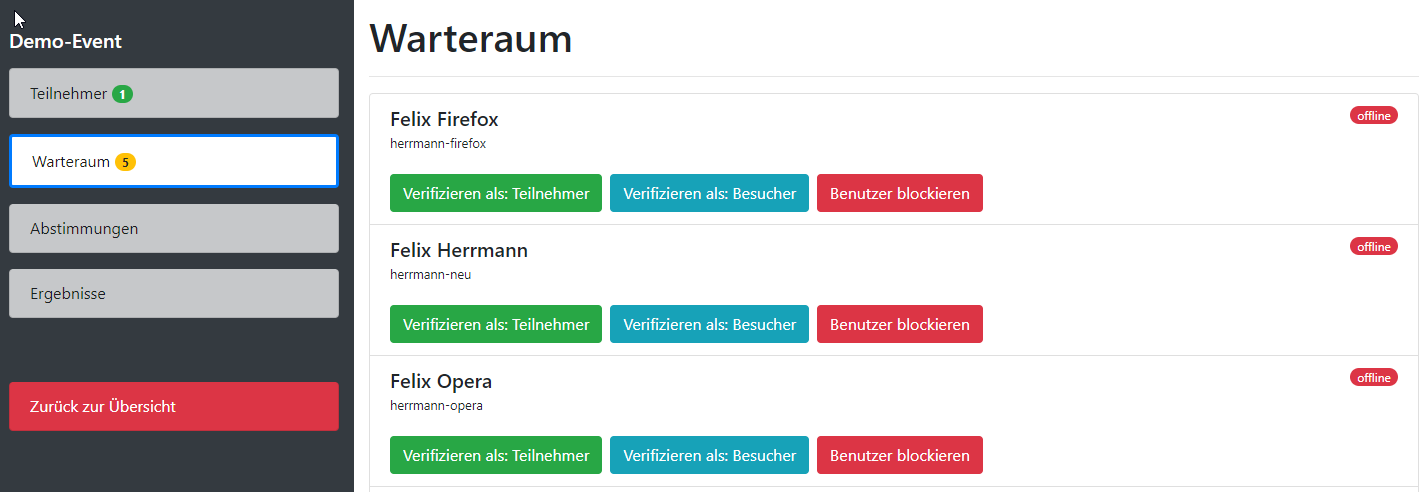 Demo-Event
Teilnehmer 1
Warteraum 5
Abstimmungen
Ergebnisse
Zurück zur Übersicht
Warteraum
Felix Firefox offline
herrmann-firefox
Verifizieren als: Teilnehmer Verifizieren als: Besucher Benutzer blockieren
Felix Herrmann offline
herrmann-neu
Verifizieren als: Teilnehmer Verifizieren als: Besucher Benutzer blockieren
Felix Opera offline
herrmann-opera
Verifizieren als: Teilnehmer Verifizieren als: Besucher Benutzer blockieren